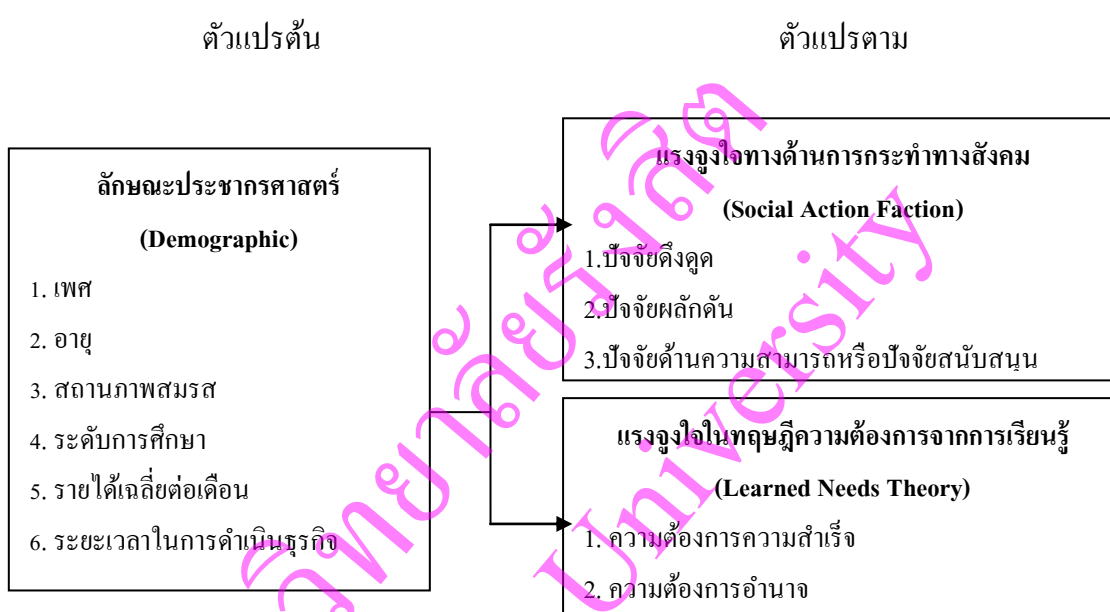 ตัวแปรต้น
ตัวแปรตาม
ลักษณะประชากรศาสตร์
(Demographic)
1. เพศ
2. อายุ
3. สถานภาพสมรส
4. ระดับการศึกษา
5. รายได้เฉลี่ยต่อเดือน
6. ระยะเวลาในการดำเนินธุรกิจ
แรงจูงใจทางด้านการกระทำทางสังคม
(Social Action Faction)
1.ปัจจัยดึงดูด
2.ปัจจัยผลักดัน
3.ปัจจัยด้านความสามารถหรือปัจจัยสนับสนุน
แรงจูงใจในทฤษฎีความต้องการจากการเรียนรู้
(Learned Needs Theory)
1. ความต้องการความสำเร็จ
2. ความต้องการอำนาจ
วิทยาลัยรังสิต
University